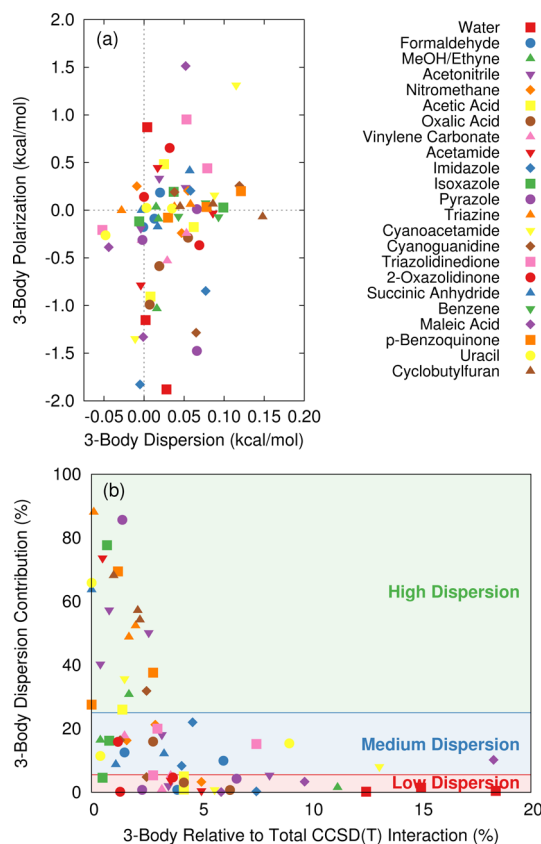 (a)
3-Body Polarization (kcal/mol)
2.0
1.5
1.0
0.5
0.0
-0.5
-1.0
-1.5
-2.0
-0.05 0.00 0.05 0.10 0.15 0.20
3-Body Dispersion (kcal/mol)
Water
Formaldehyde
MeOH/Ethyne
Acetonitrile
Nitromethane
Acetic Acid
Oxalic Acid
Vinylene Carbonate
Acetamide
Imidazole
Isoxazole
Pyrazole
Triazine
Cyanoacetamide
Cyanoguanidine
Triazolinedione
2-Oxazolidinone
Succinic Anhydride
Benzene
Maleic Acid
p-Benzoquinone
Uracil
Cyclobutylfuran
(b)
3-Body Dispersion Contribution (%)
100
80
60
40
20
0
High Dispersion
Medium Dispersion
Low Dispersion
0 5 10 15 20
3-Body Relative to Total CCSD(T) Interaction (%)